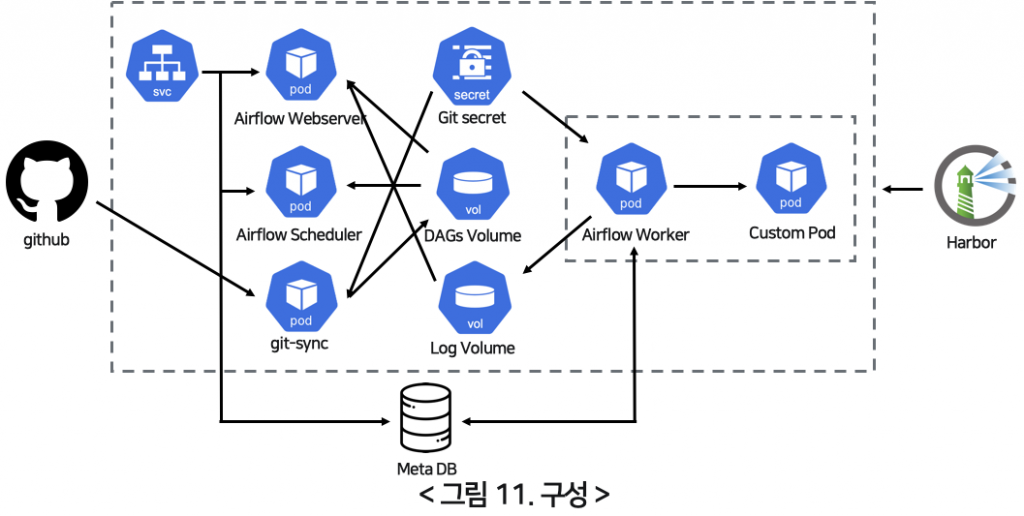 svc
pod
Airflow Webserver
secret
Git secret
pod
Airflow Scheduler
vol
DAGs Volume
pod
Airflow Worker
pod
Custom Pod
github
Harbor
pod
git-sync
vol
Log Volume
Meta DB
< 그림 11. 구성 >